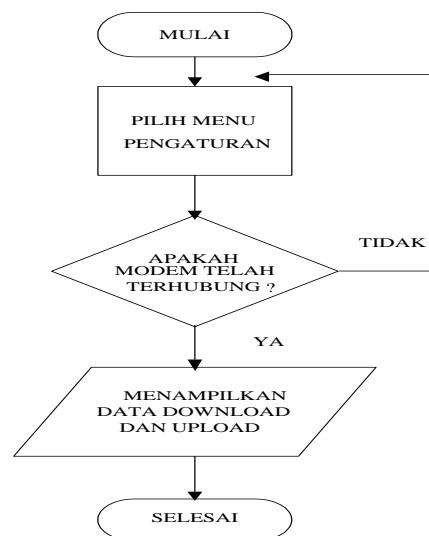 MULAI
PILIH MENU
PENGATURAN
APAKAH
MODEM TELAH
TERHUBUNG ?
TIDAK
YA
MENAMPILKAN
DATA DOWNLOAD
DAN UPLOAD
SELESAI